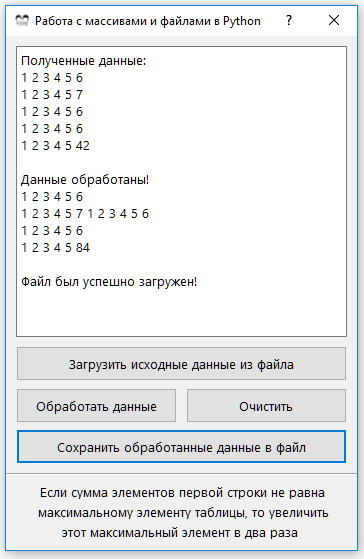 Работа с массивами и файлами в Python
Полученные данные:
1 2 3 4 5 6
1 2 3 4 5 7
1 2 3 4 5 6
1 2 3 4 5 6
1 2 3 4 5 42
Данные обработаны!
1 2 3 4 5 6
1 2 3 4 5 7 1 2 3 4 5 6
1 2 3 4 5 6
1 2 3 4 5 84
Файл был успешно загружен!
Загрузить исходные данные из файла
Обработать данные
Очистить
Сохранить обработанные данные в файл
Если сумма элементов первой строки не равна
максимальному элементу таблицы, то увеличить
этот максимальный элемент в два раза